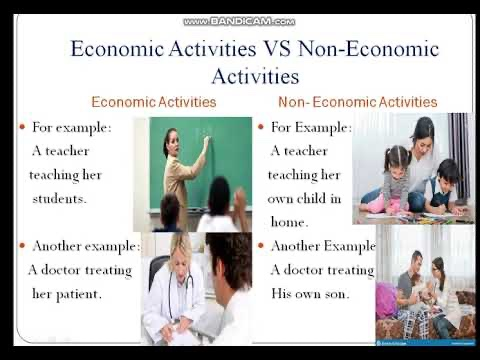 www.BANDICAM.com
Economic Activities VS Non-Economic
Activities
Economic Activities
• For example:
A teacher
teaching her
students.
• Another example:
A doctor treating
her patient.
Non- Economic Activities
• For Example:
A teacher
teaching her
own child in
home.
• Another Example
A doctor treating
His own son.